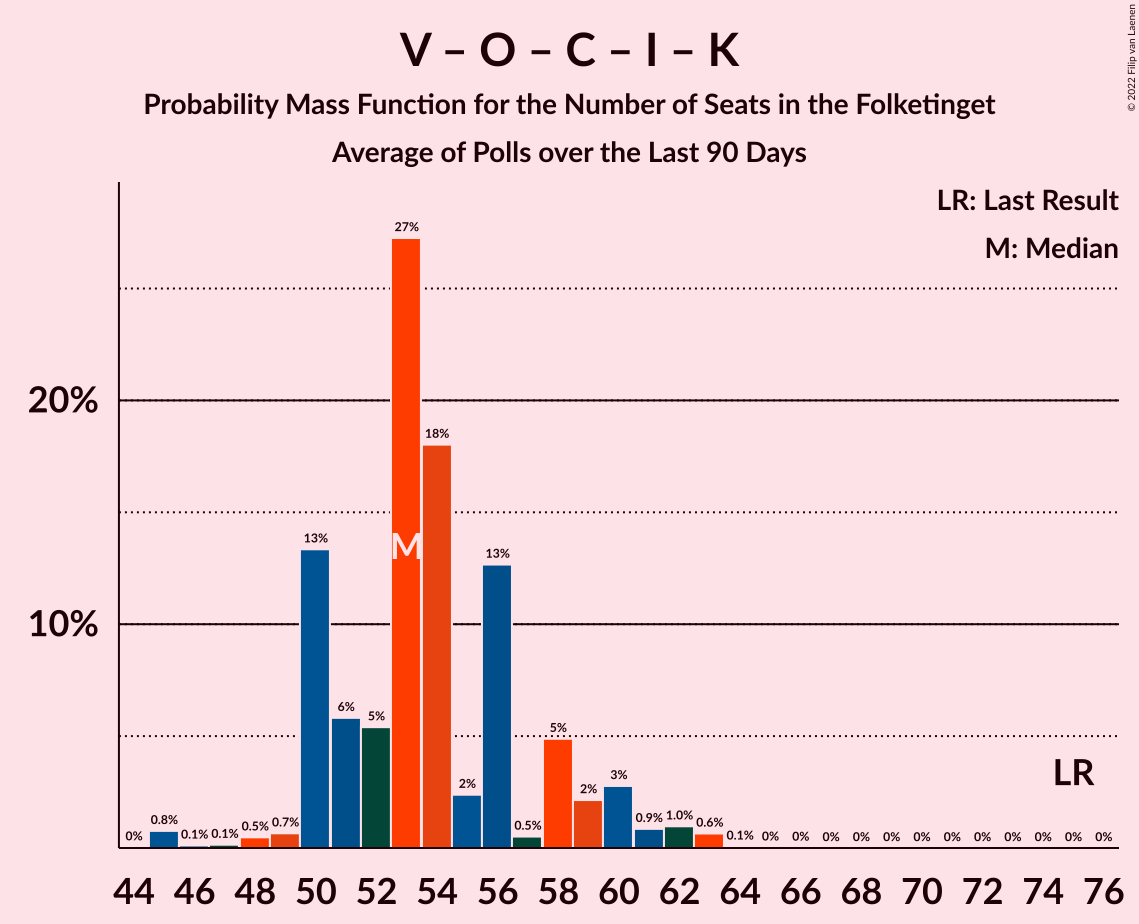 V – O – C – I – K
Probability Mass Function for the Number of Seats in the Folketinget
Average of Polls over the Last 90 Days
© 2022 Filip van Laenen
LR: Last Result
M: Median
27%
20%
18%
13%
M
13%
10%
6%
5%
5%
LR
3%
2%
2%
0% 0.8% 0.1% 0.1% 0.5% 0.7% 0.5% 0.9% 1.0% 0.6% 0.1% 0% 0% 0% 0% 0% 0% 0% 0% 0% 0% 0% 0%
44 46 48 50 52 54 56 58 60 62 64 66 68 70 72 74 76